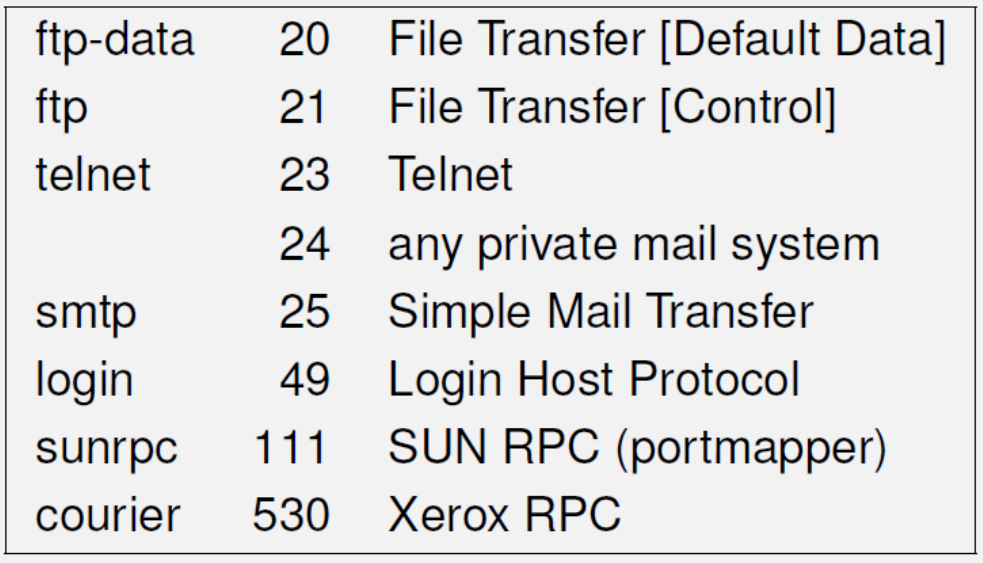 ftp-data 20 File Transfer [Default Data]
ftp 21 File Transfer [Control]
telnet 23 Telnet
24 any private mail system
smtp 25 Simple Mail Transfer
login 49 Login Host Protocol
sunrpc 111 SUN RPC (portmapper)
courier 530 Xerox RPC